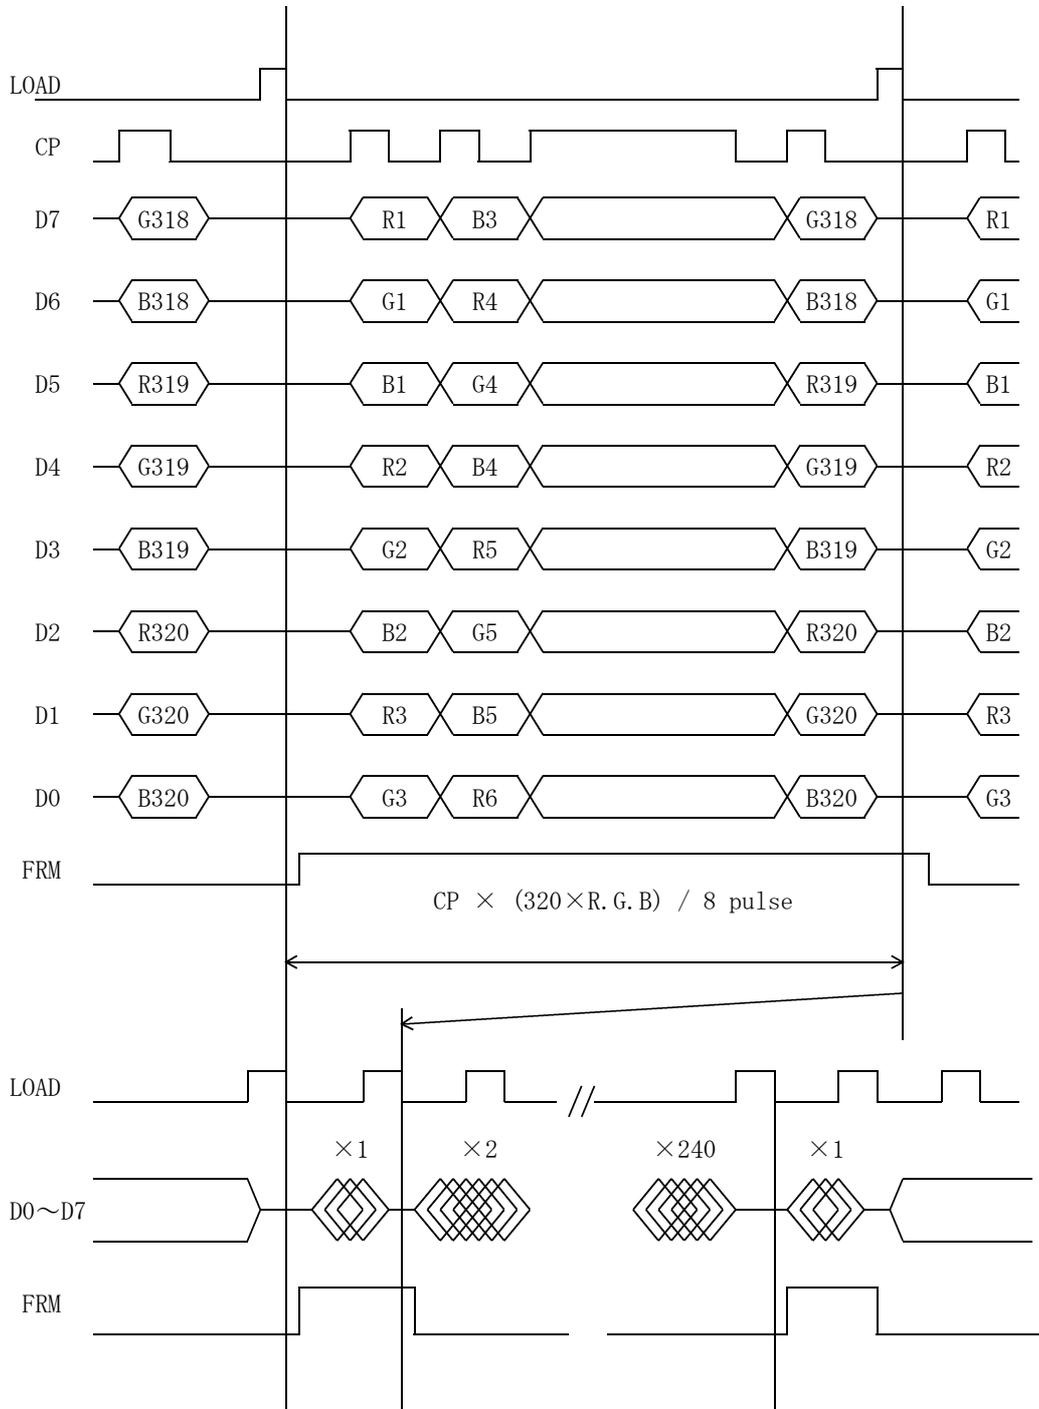 LOAD
CP
D7 G318 R1 B3 G318 R1
D6 B318 G1 R4 B318 G1
D5 R319 B1 G4 R319 B1
D4 G319 R2 B4 G319 R2
D3 B319 G2 R5 B319 G2
D2 R320 B2 G5 R320 B2
D1 G320 R3 B5 G320 R3
D0 B320 G3 R6 B320 G3
FRM
CP × (320×R.G.B) / 8 pulse
LOAD
×1 ×2 ×240 ×1
D0～D7
FRM